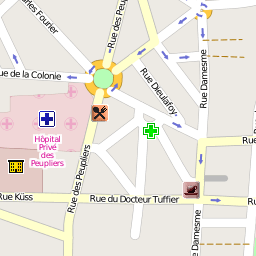 Charles Fourier
Rue des Peupliers
Rue de la Colonie
Rue Dieulafoy
Rue Damesme
Hôpital
Privé
des
Peupliers
Rue des Peupliers
Rue Küss
Rue du Docteur Tuffier
Rue Damesme